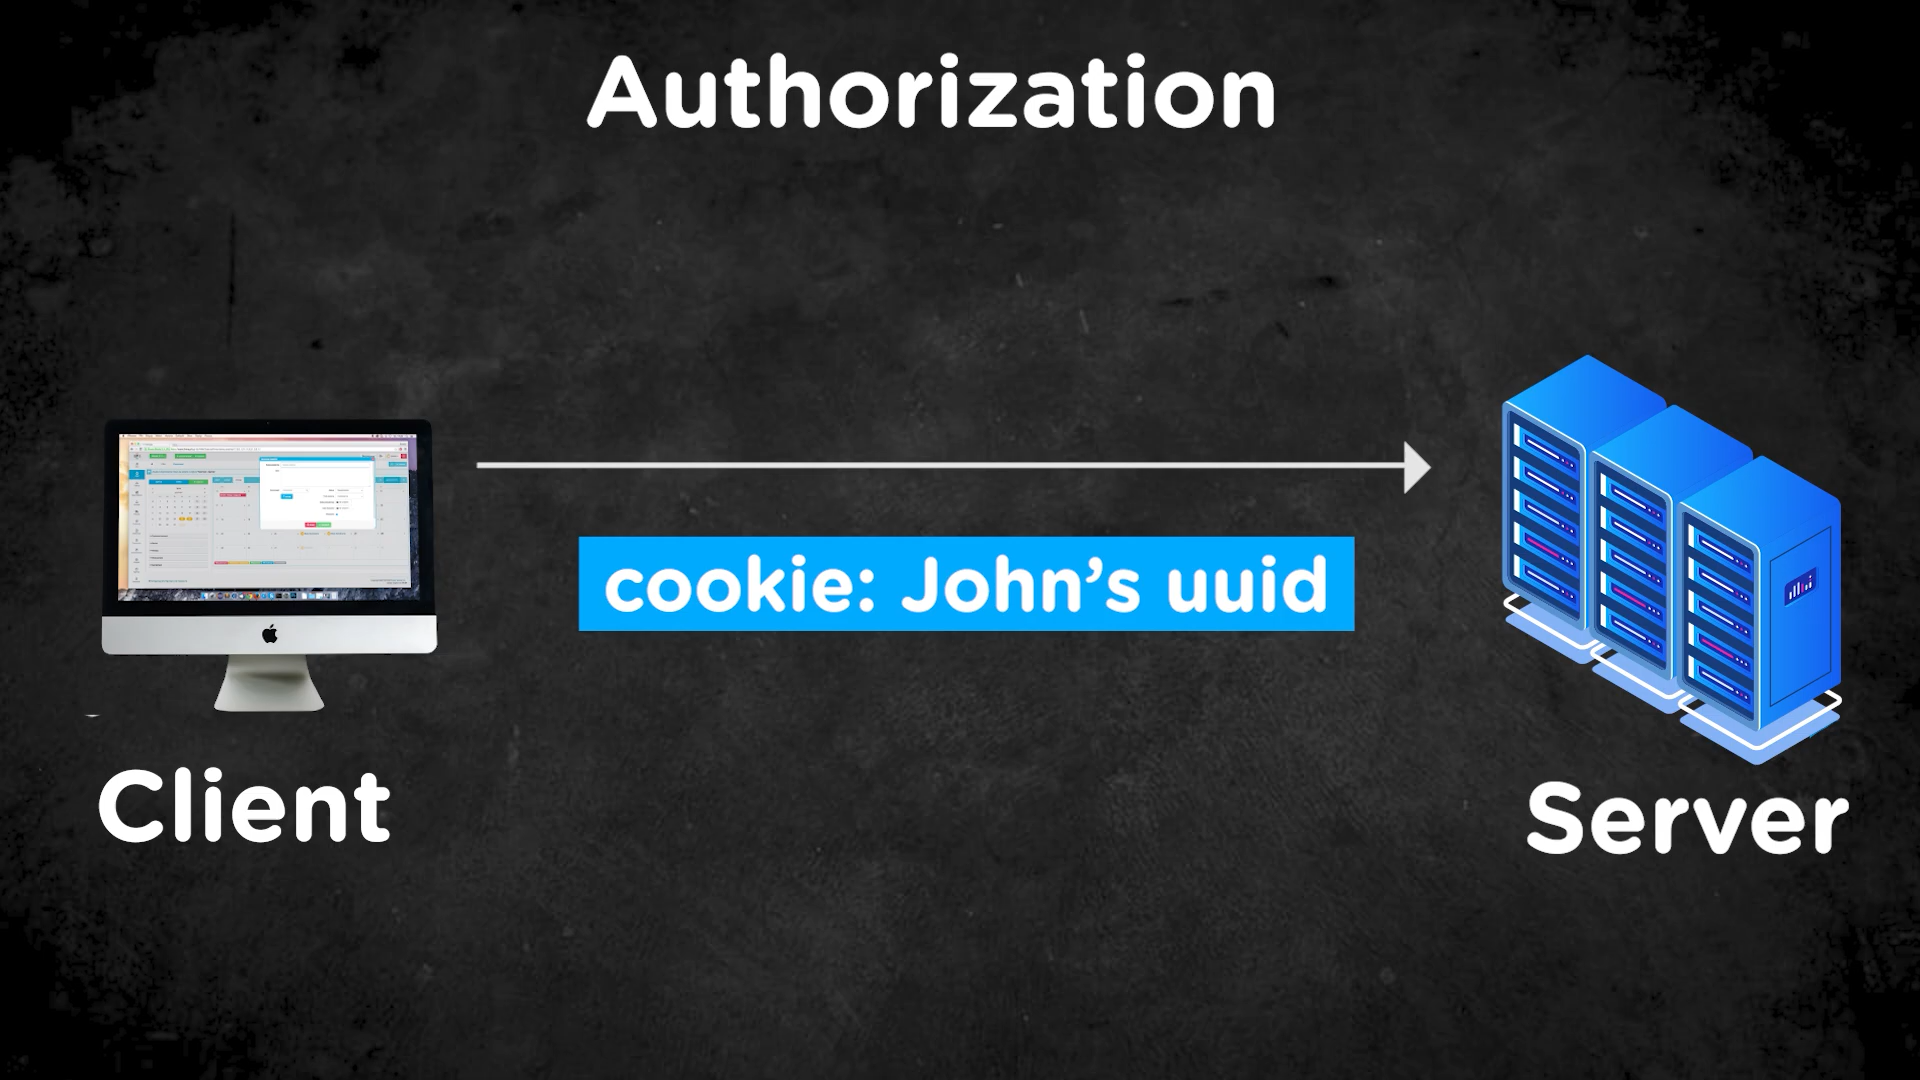 Authorization
cookie: John’s uuid
Client
Server